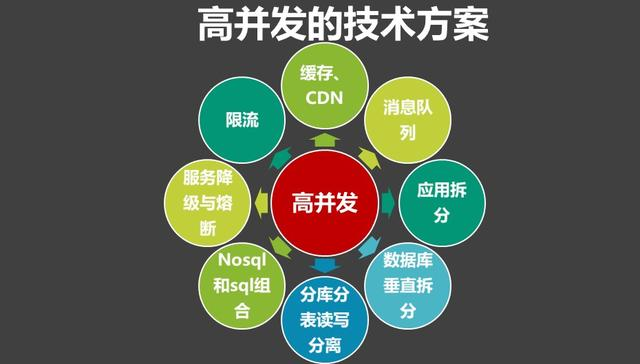 高并发的技术方案
缓存、
CDN
消息队
列
应用拆
分
数据库
垂直拆
分
分库分
表读写
分离
Nosql
和sql组
合
服务降
级与熔
断
限流
高并发